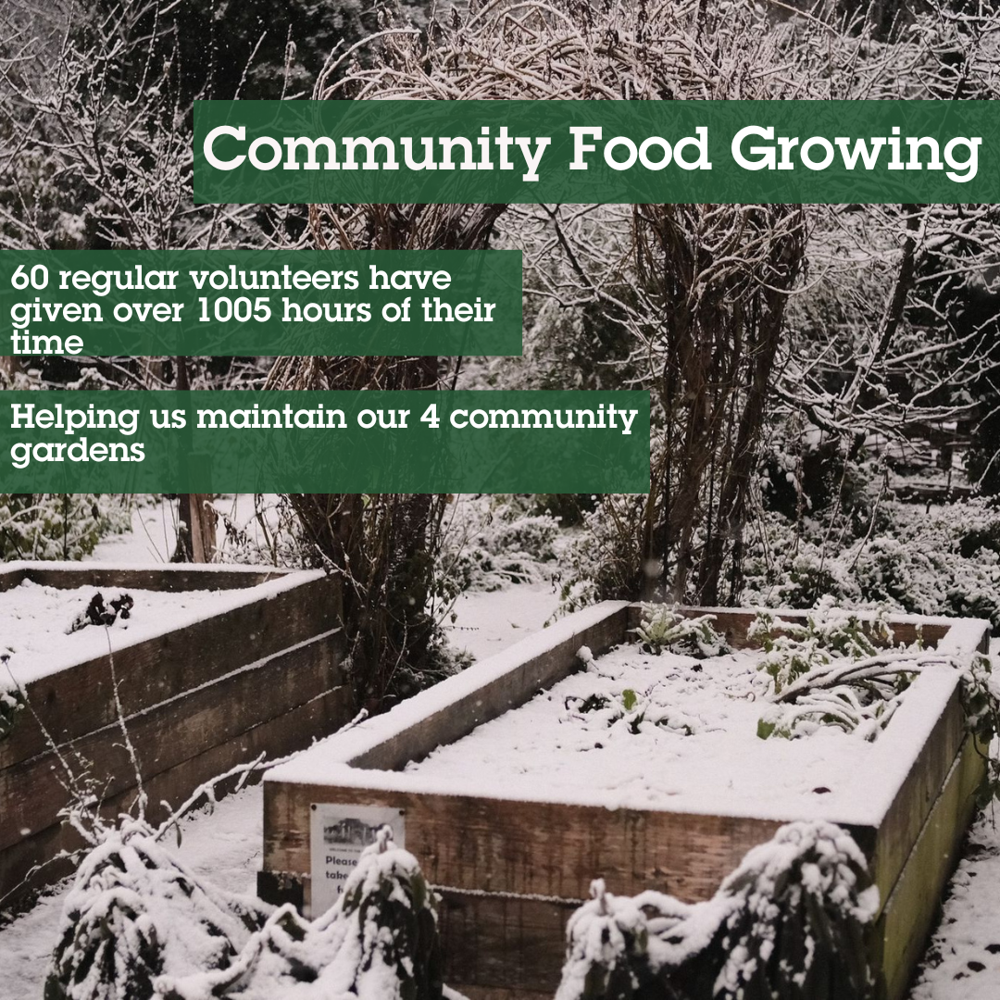 Community Food Growing
60 regular volunteers have
given over 1005 hours of their
time
Helping us maintain our 4 community
gardens
Please
take